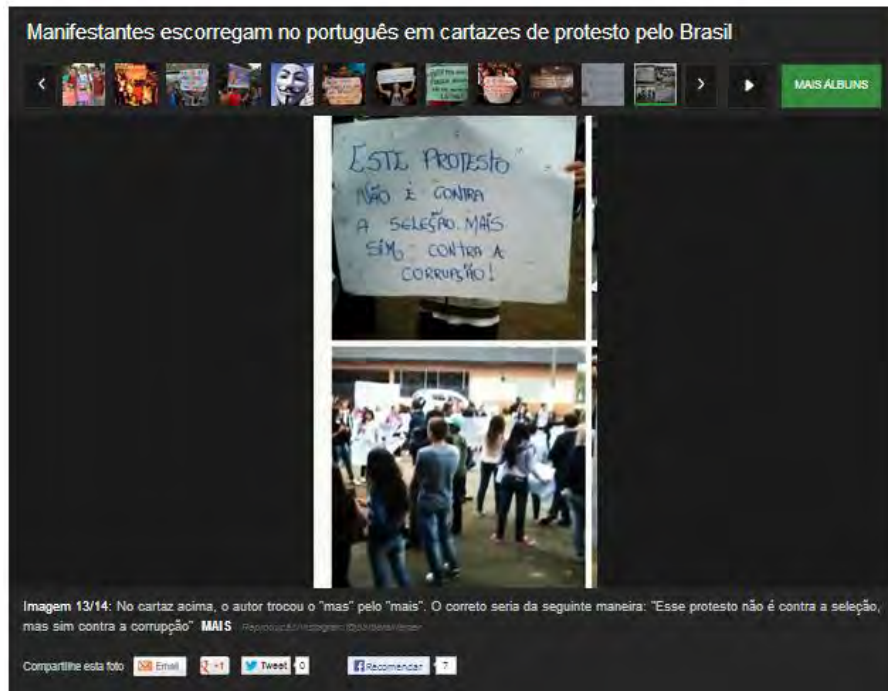 Manifestantes escorregam no português em cartazes de protesto pelo Brasil
MAIS ÁLBUNS
ESTE PROTESTO
NÃO É CONTRA
A SELEÇÃO. MAIS
SIM, CONTRA A
CORRUPÇÃO!
Imagem 13/14: No cartaz acima, o autor trocou o "mas" pelo "mais". O correto seria da seguinte maneira: "Esse protesto não é contra a seleção,
mas sim contra a corrupção" MAIS
Compartilhe esta foto Email +1 Tweet 0 Recomendar 7